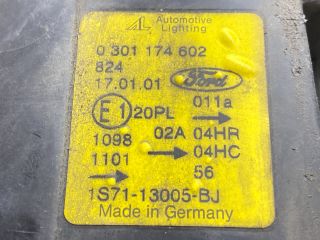 AL Automotive
Lighting
0 301 174 602
824
17.01.01 Ford
E1 20PL 011a
1098 02A 04HR
1101 04HC
56
1S71-13005-BJ
Made in Germany